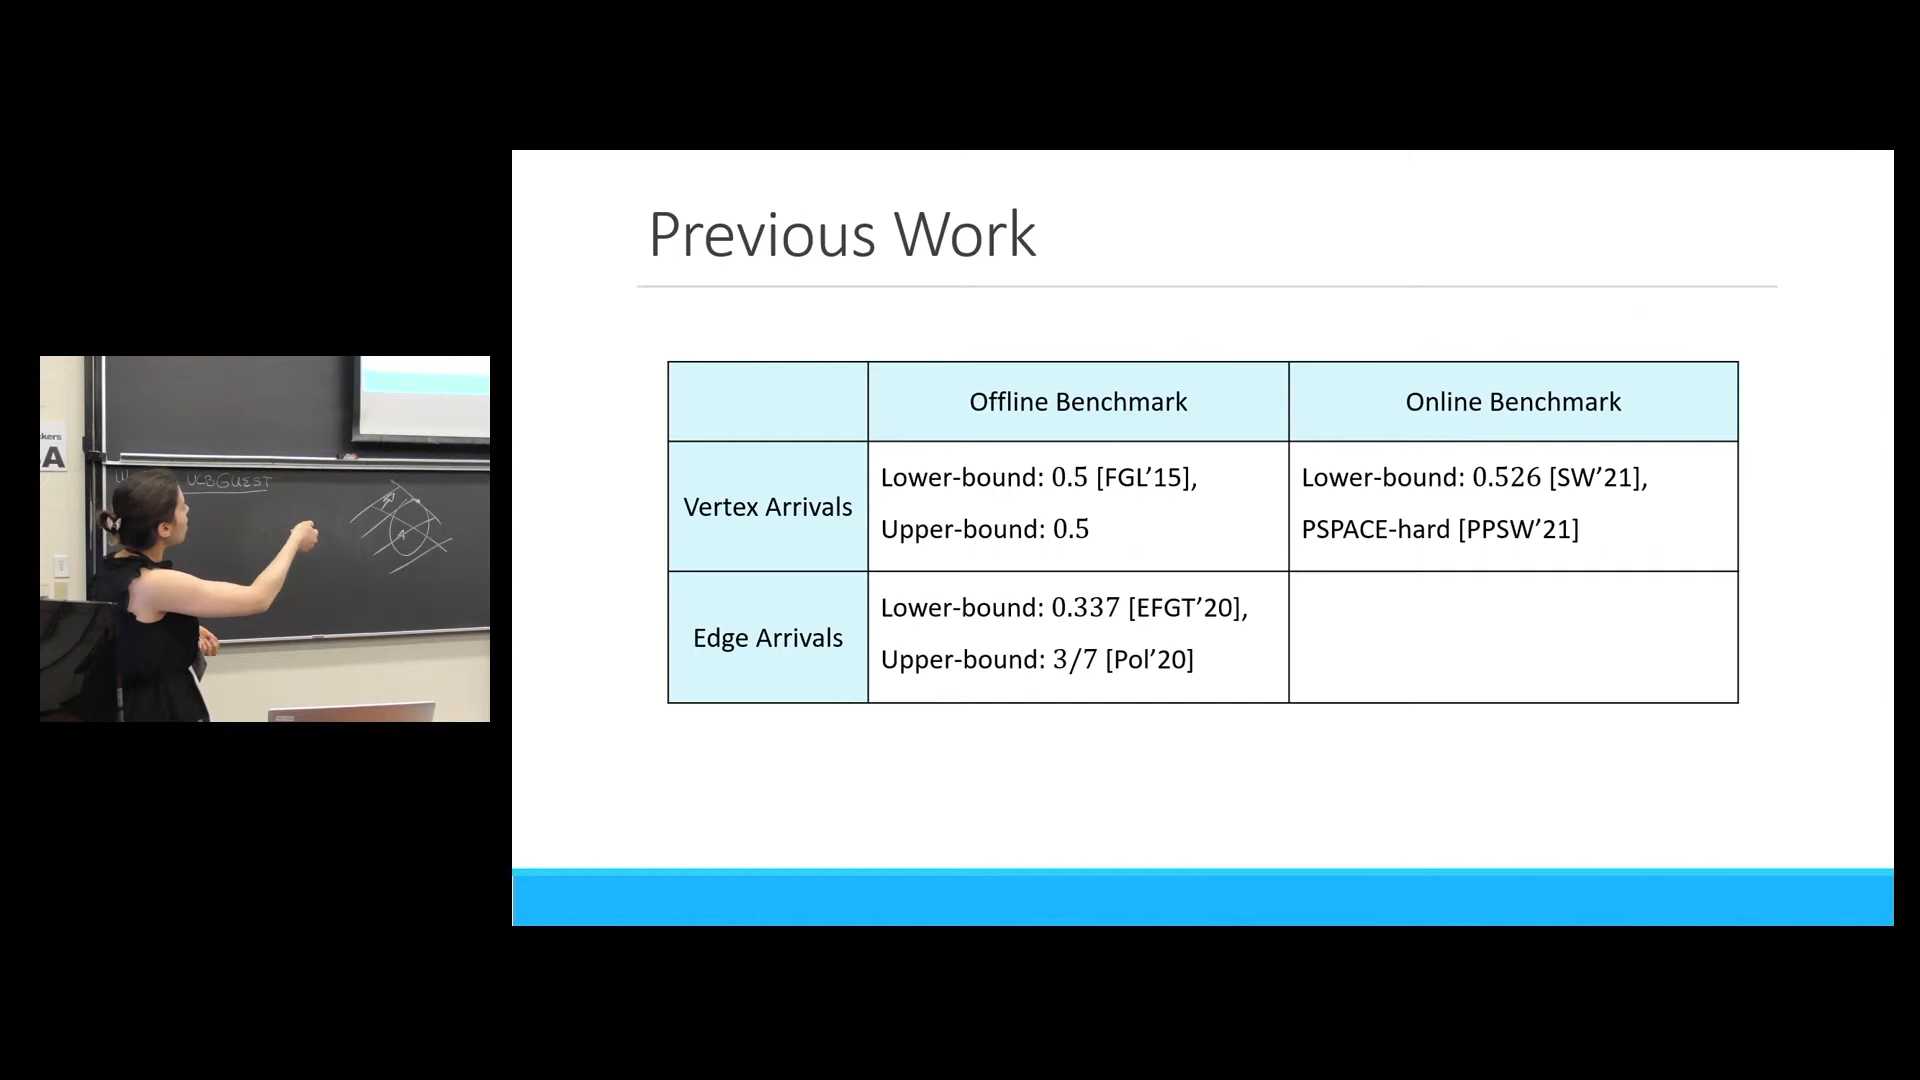 kers
A
UCBGUEST
Previous Work
Offline Benchmark
Online Benchmark
Vertex Arrivals
Lower-bound: 0.5 [FGL’15],
Upper-bound: 0.5
Lower-bound: 0.526 [SW’21],
PSPACE-hard [PPSW’21]
Edge Arrivals
Lower-bound: 0.337 [EFGT’20],
Upper-bound: 3/7 [Pol’20]